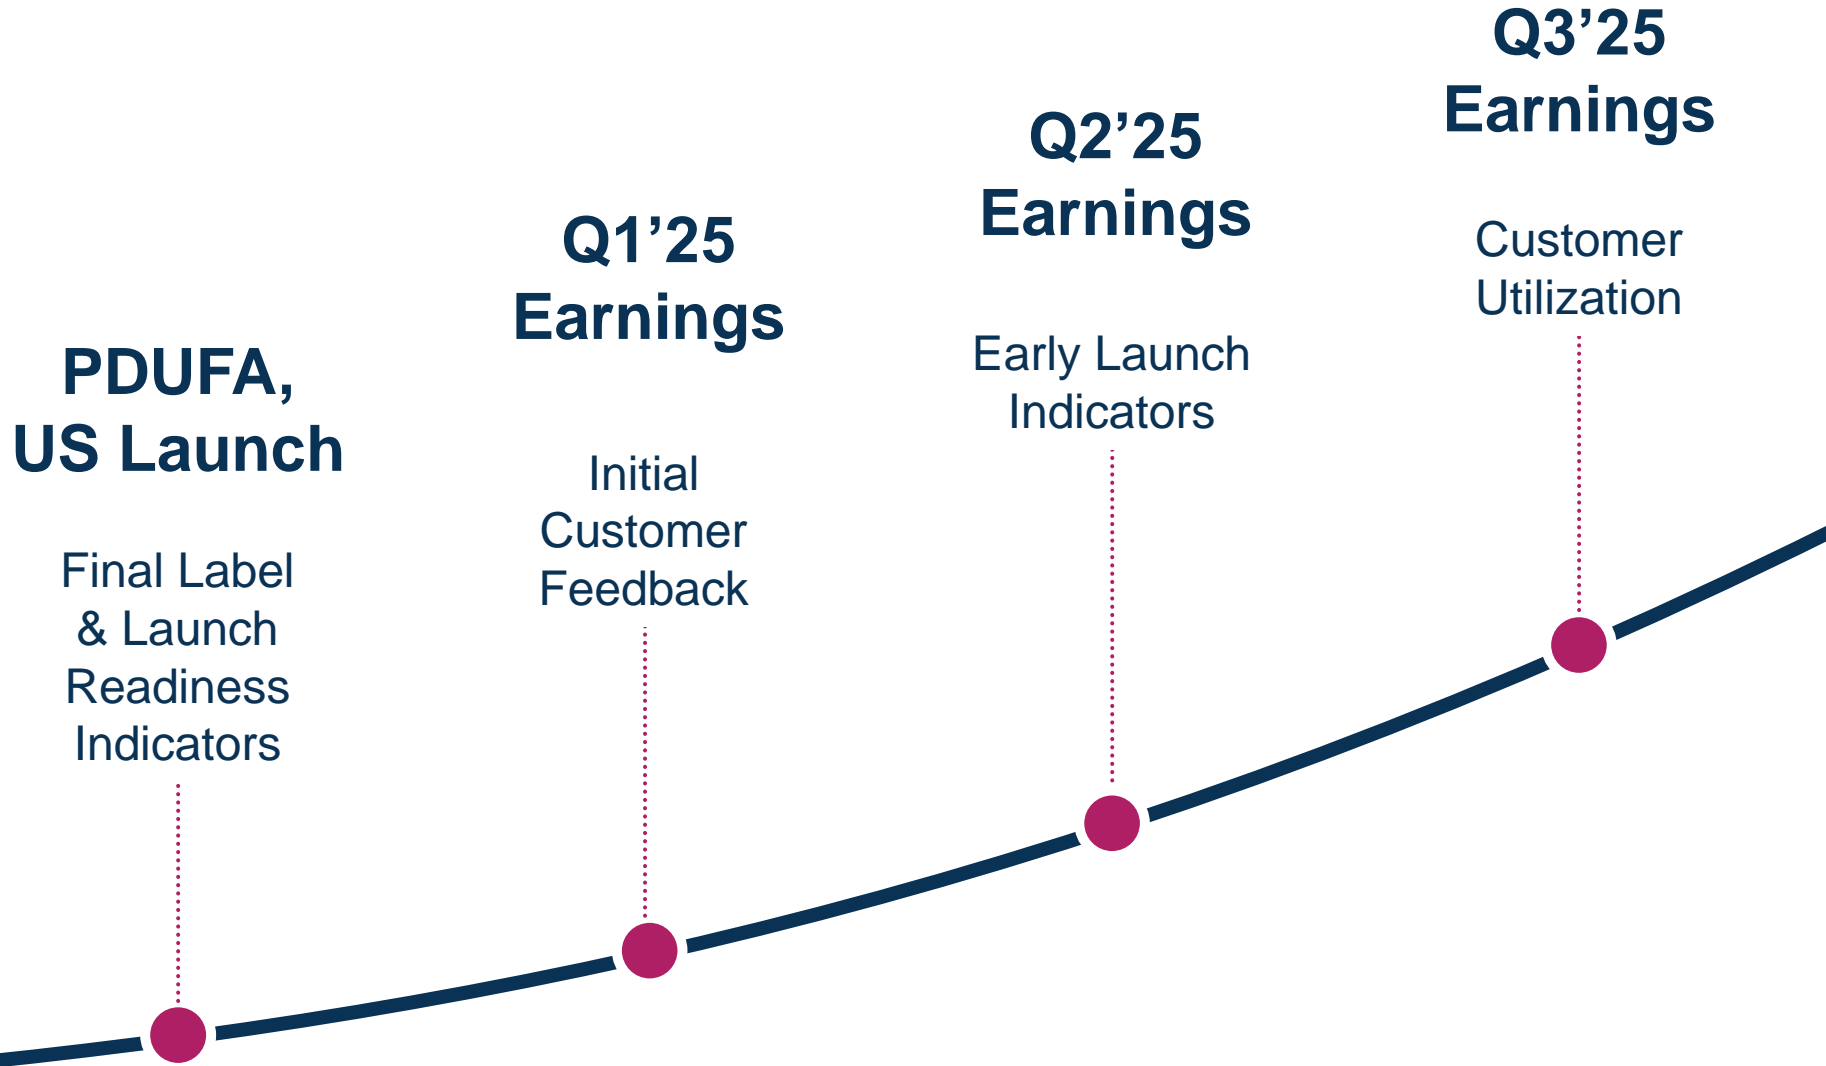 PDUFA,
US Launch
Final Label
& Launch
Readiness
Indicators
Q1’25
Earnings
Initial
Customer
Feedback
Q2’25
Earnings
Early Launch
Indicators
Q3’25
Earnings
Customer
Utilization